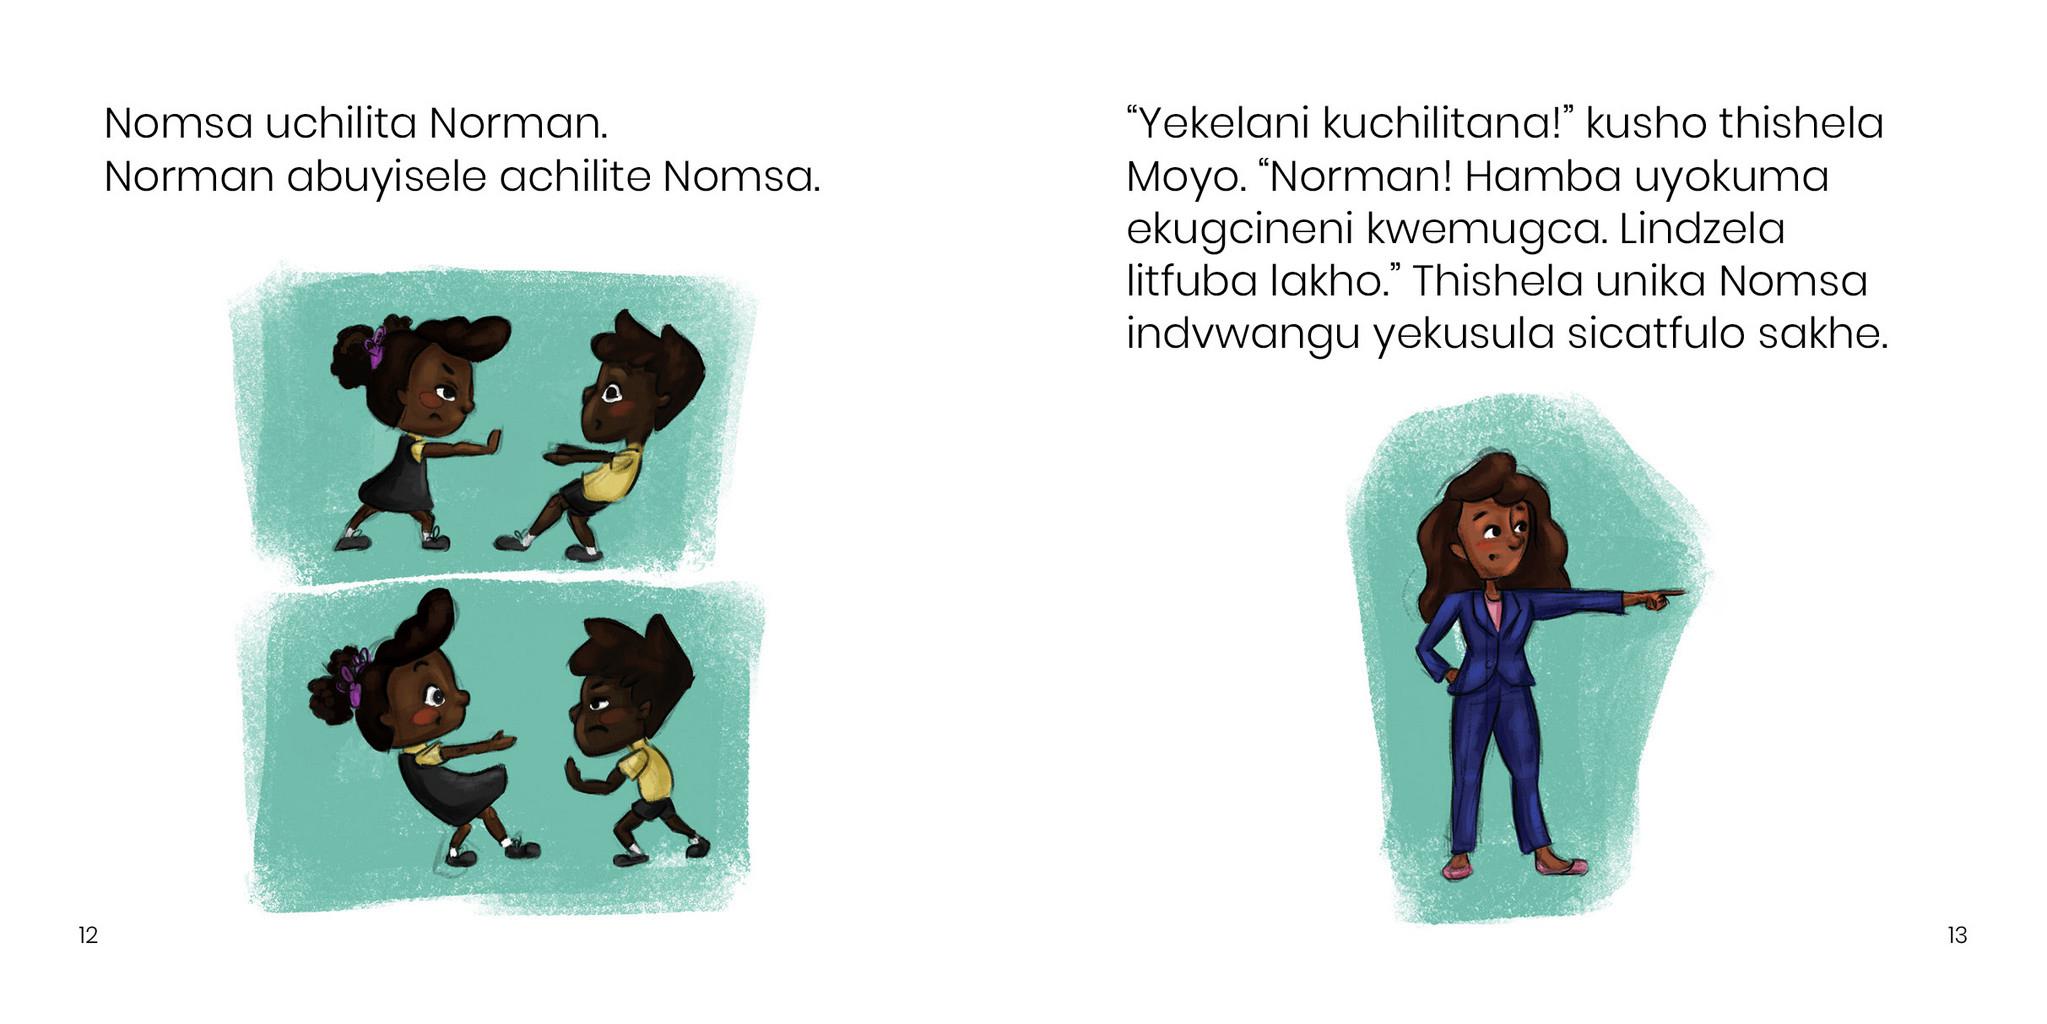 Nomsa uchilita Norman.
Norman abuyisele achilite Nomsa.
12
“Yekelani kuchilitana!” kusho thishela
Moyo. “Norman! Hamba uyokuma
ekugcineni kwemugca. Lindzela
litfuba lakho.” Thishela unika Nomsa
indvwangu yekusula sicatfulo sakhe.
13